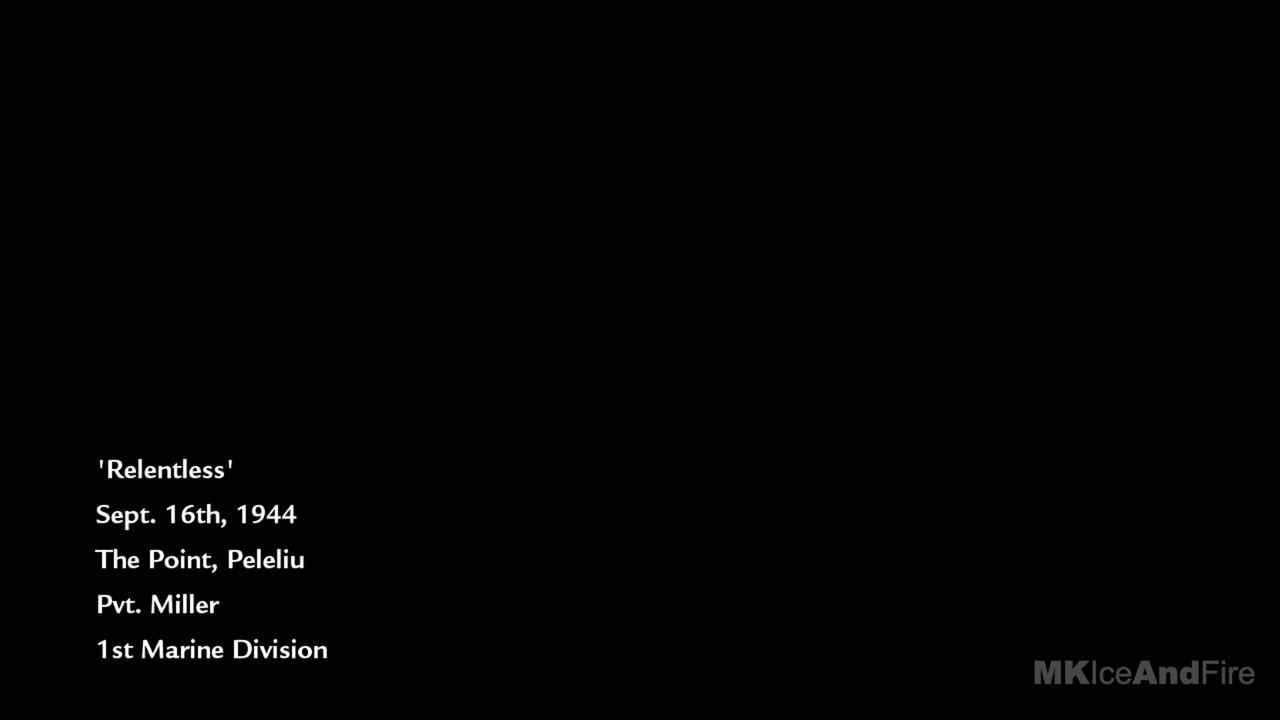 'Relentless'
Sept. 16th, 1944
The Point, Peleliu
Pvt. Miller
1st Marine Division
MKIceAndFire